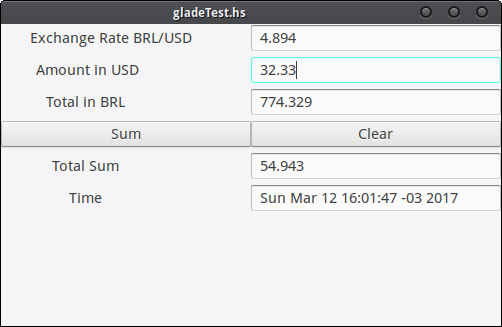 gladeTest.hs
Exchange Rate BRL/USD 4.894
Amount in USD 32.33
Total in BRL 774.329
Sum Clear
Total Sum 54.943
Time Sun Mar 12 16:01:47 -03 2017